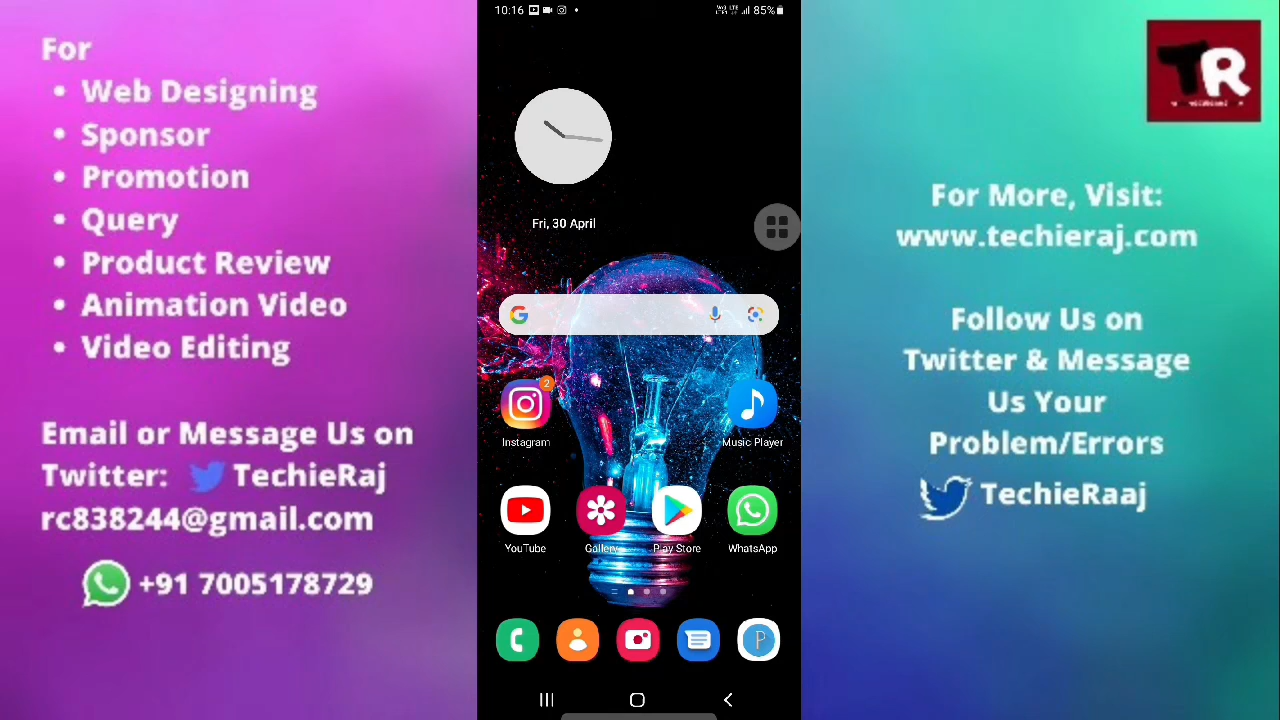 For
• Web Designing
• Sponsor
• Promotion
• Query
• Product Review
• Animation Video
• Video Editing
Email or Message Us on
Twitter: TechieRaj
rc838244@gmail.com
+91 7005178729
10:16
85%
Fri, 30 April
Instagram
2
Music Player
YouTube
Gallery
Play Store
WhatsApp
TR
For More, Visit:
www.techieraj.com
Follow Us on
Twitter & Message
Us Your
Problem/Errors
TechieRaaj